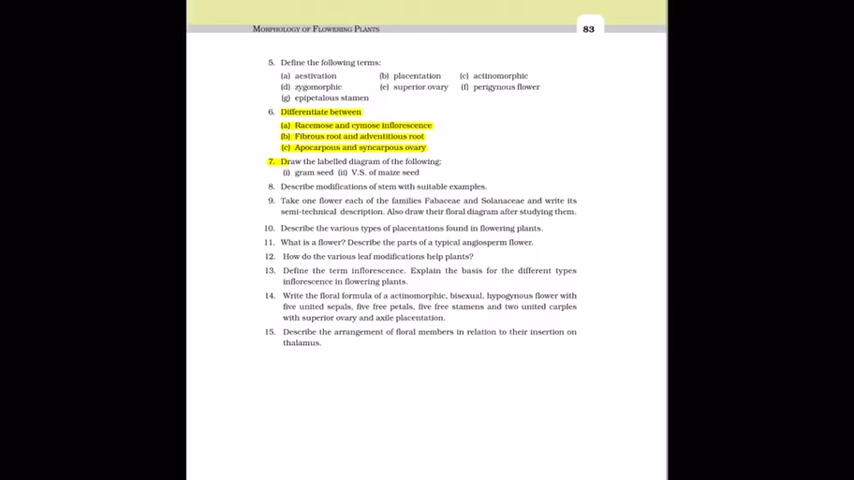 MORPHOLOGY OF FLOWERING PLANTS 83
5. Define the following terms:
(a) aestivation (b) placentation (c) actinomorphic
(d) zygomorphic (e) superior ovary (f) perigynous flower
(g) epipetalous stamen
6. Differentiate between
(a) Racemose and cymose inflorescence
(b) Fibrous root and adventitious root
(c) Apocarpous and syncarpous ovary
7. Draw the labelled diagram of the following:
(i) gram seed (ii) V.S. of maize seed
8. Describe modifications of stem with suitable examples.
9. Take one flower each of the families Fabaceae and Solanaceae and write its
semi-technical description. Also draw their floral diagram after studying them.
10. Describe the various types of placentations found in flowering plants.
11. What is a flower? Describe the parts of a typical angiosperm flower.
12. How do the various leaf modifications help plants?
13. Define the term inflorescence. Explain the basis for the different types
inflorescence in flowering plants.
14. Write the floral formula of a actinomorphic, bisexual, hypogynous flower with
five united sepals, five free petals, five free stamens and two united carples
with superior ovary and axile placentation.
15. Describe the arrangement of floral members in relation to their insertion on
thalamus.